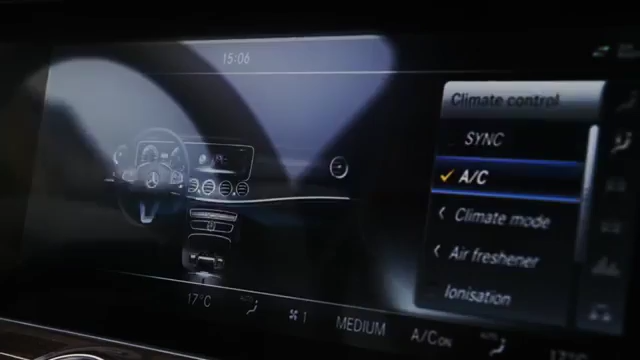 15:06
Climate control
SYNC
A/C
Climate mode
Air freshener
Ionisation
17°C
1
MEDIUM
A/C ON